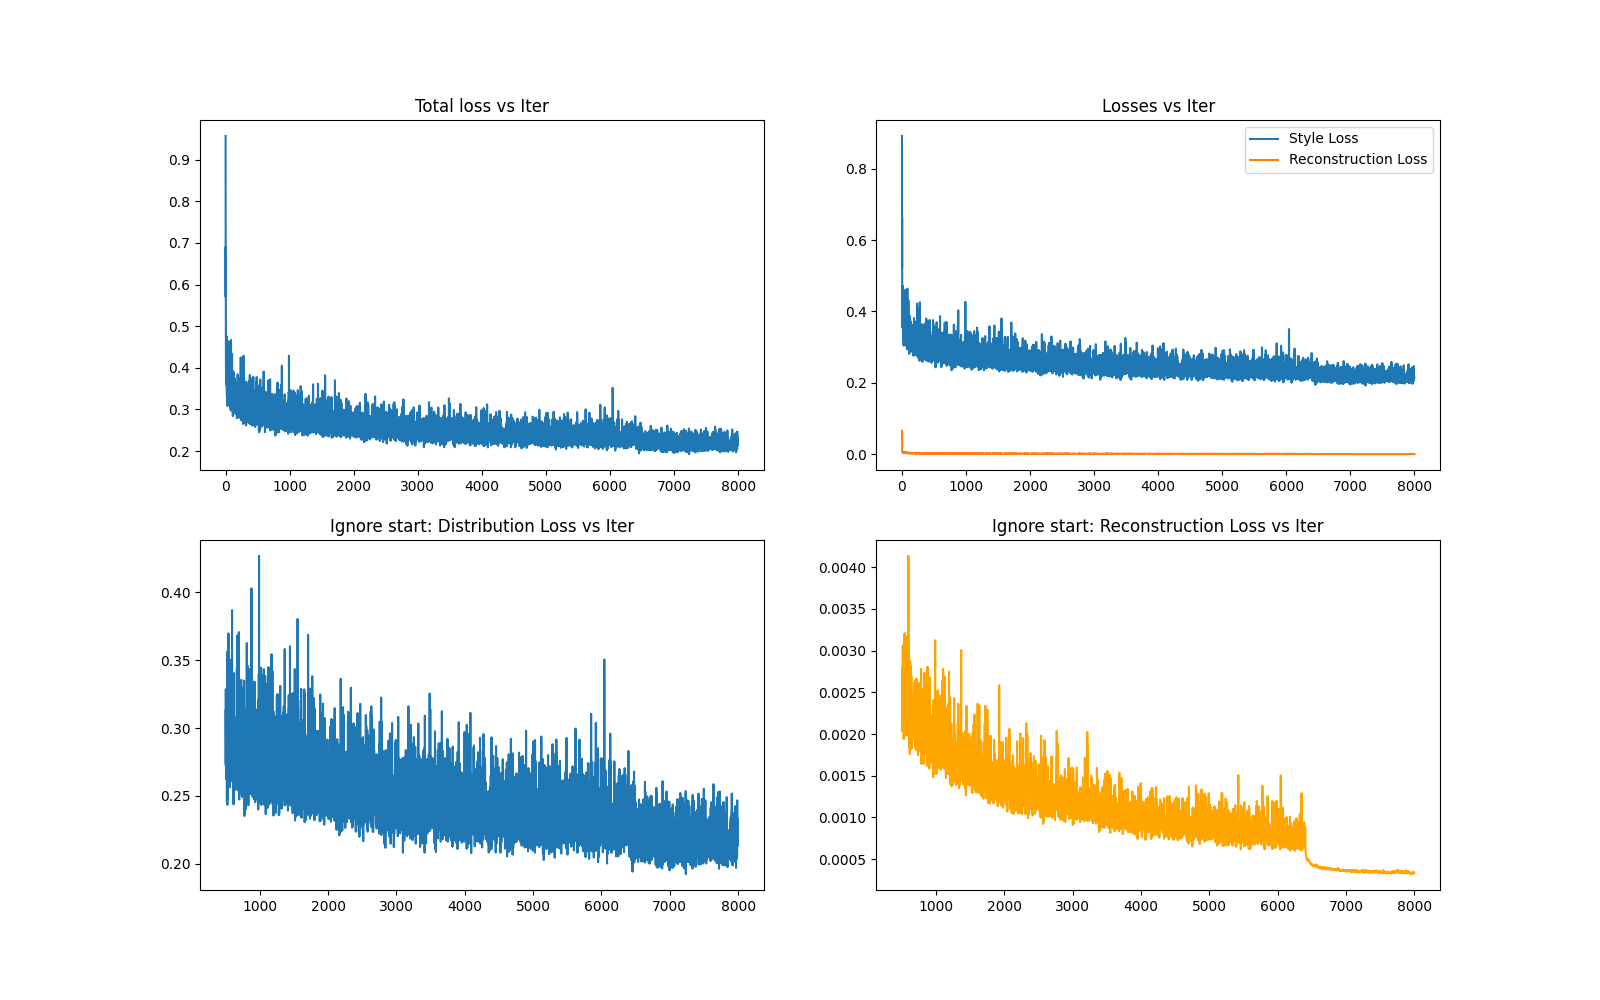 Total loss vs Iter
0.9
0.8
0.7
0.6
0.5
0.4
0.3
0.2
0 1000 2000 3000 4000 5000 6000 7000 8000
Losses vs Iter
Style Loss
Reconstruction Loss
0.8
0.6
0.4
0.2
0.0
0 1000 2000 3000 4000 5000 6000 7000 8000
Ignore start: Distribution Loss vs Iter
0.40
0.35
0.30
0.25
0.20
1000 2000 3000 4000 5000 6000 7000 8000
Ignore start: Reconstruction Loss vs Iter
0.0040
0.0035
0.0030
0.0025
0.0020
0.0015
0.0010
0.0005
1000 2000 3000 4000 5000 6000 7000 8000